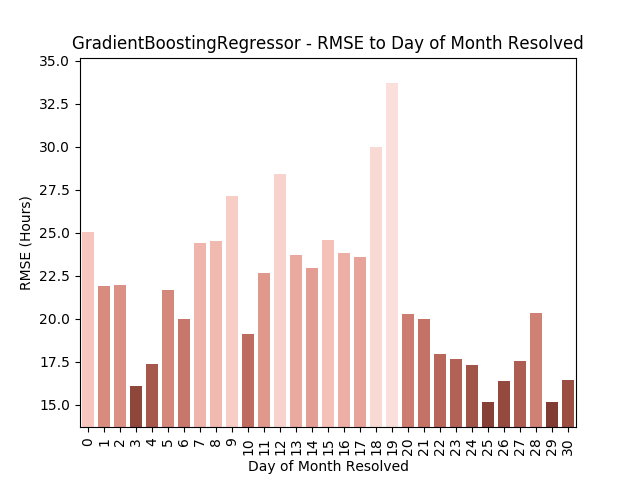 GradientBoostingRegressor - RMSE to Day of Month Resolved
35.0
32.5
30.0
27.5
25.0
22.5
20.0
17.5
15.0
RMSE (Hours)
0 1 2 3 4 5 6 7 8 9 10 11 12 13 14 15 16 17 18 19 20 21 22 23 24 25 26 27 28 29 30
Day of Month Resolved